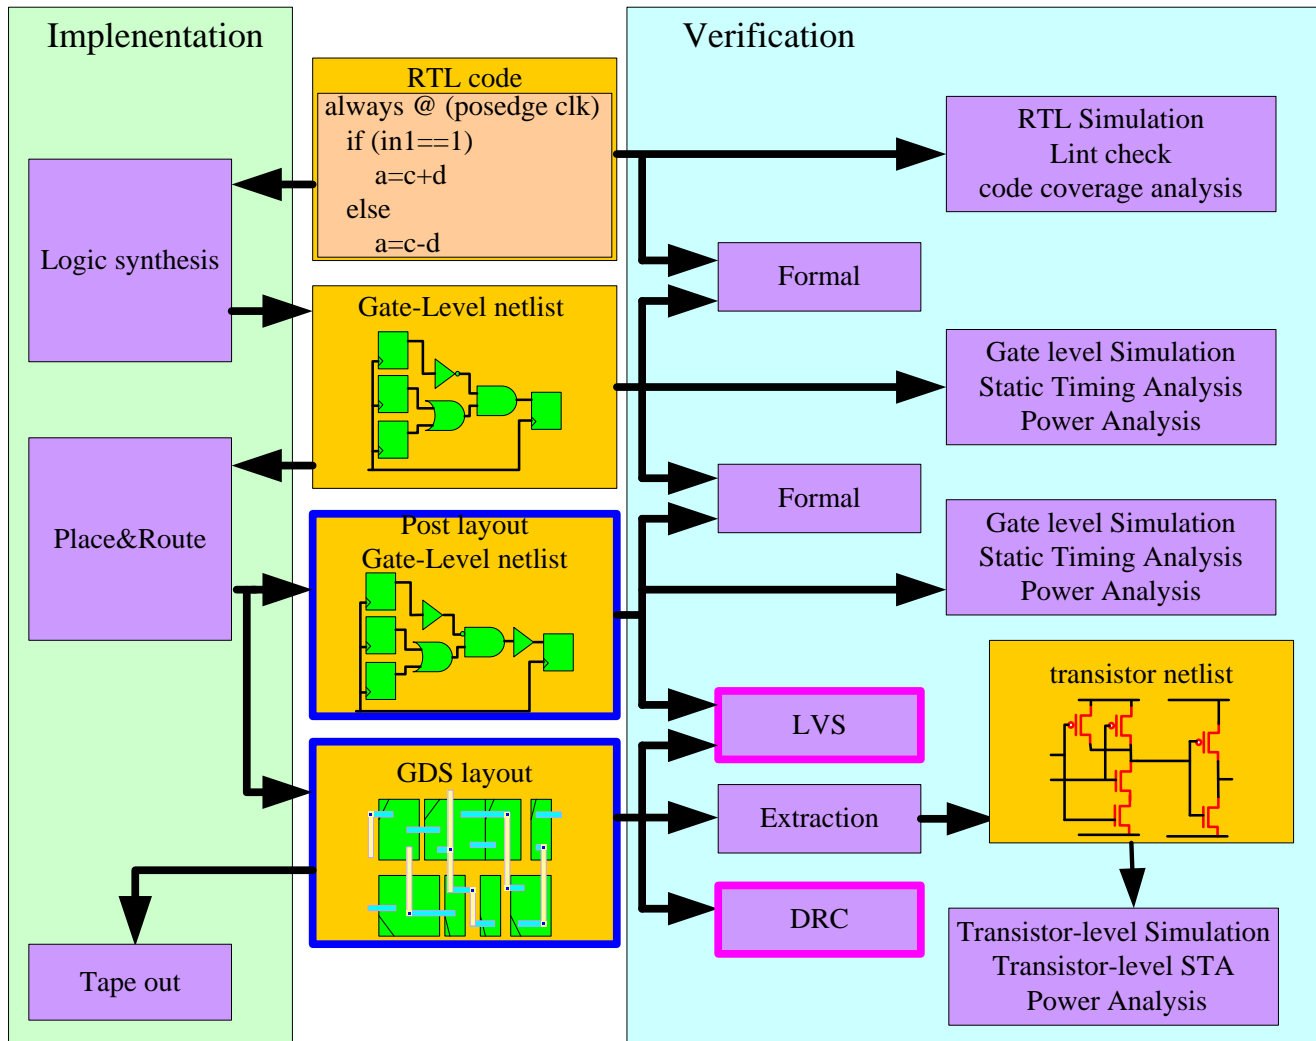 Implenentation
Verification
RTL code
always @ (posedge clk)
if (in1==1)
a=c+d
else
a=c-d
RTL Simulation
Lint check
code coverage analysis
Logic synthesis
Formal
Gate-Level netlist
Gate level Simulation
Static Timing Analysis
Power Analysis
Place&Route
Formal
Post layout
Gate-Level netlist
Gate level Simulation
Static Timing Analysis
Power Analysis
transistor netlist
LVS
GDS layout
Extraction
DRC
Transistor-level Simulation
Transistor-level STA
Power Analysis
Tape out